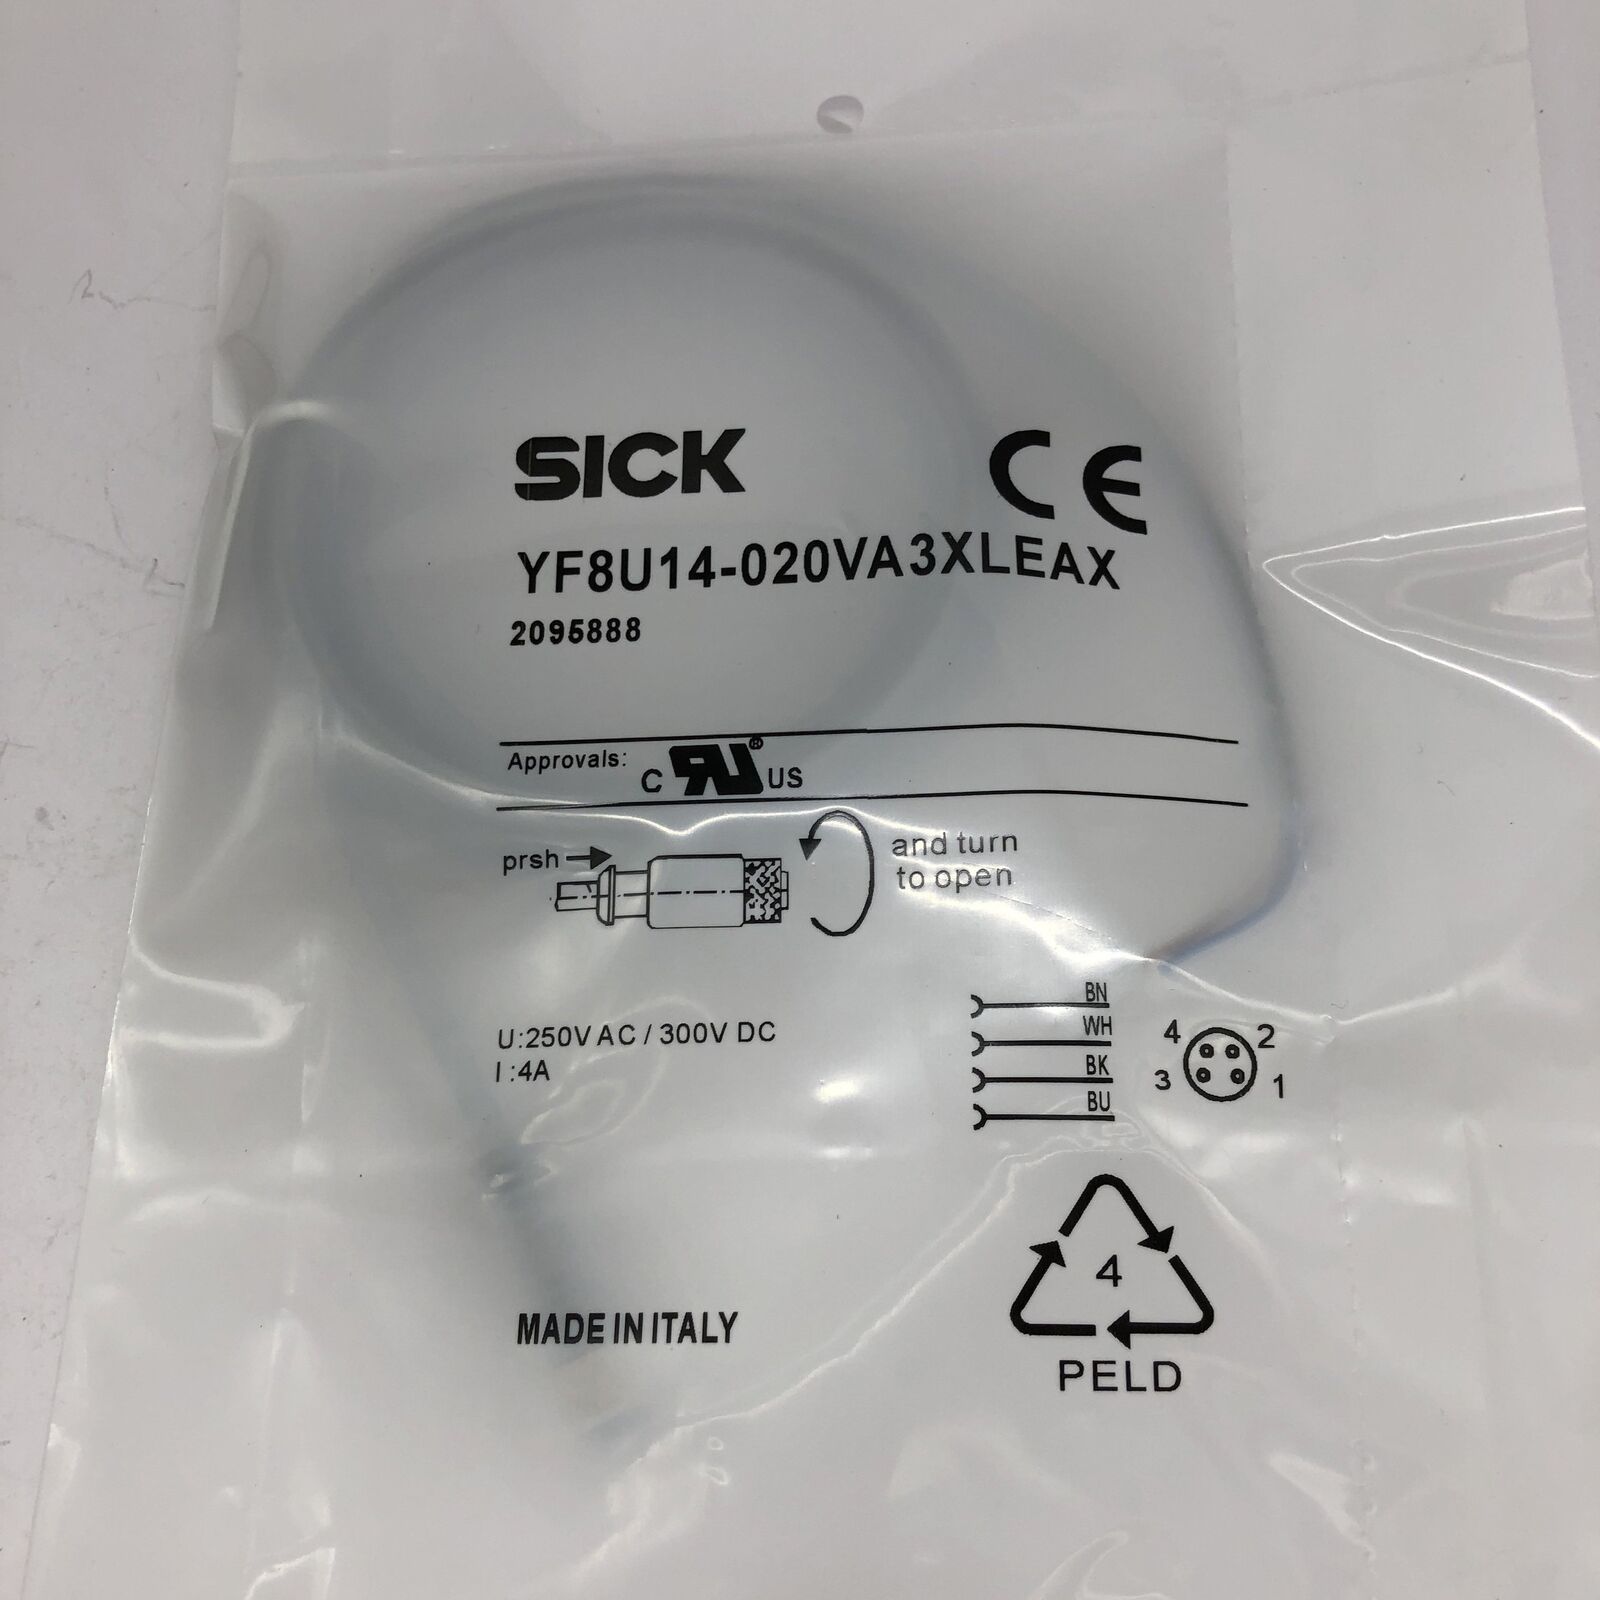 SICK
CE
YF8U14-020VA3XLEAX
2095888
Approvals: C RU® US
prsh
and turn
to open
BN
WH
BK
BU
4 2
3 1
U:250V AC / 300V DC
I :4A
4
PELD
MADE IN ITALY